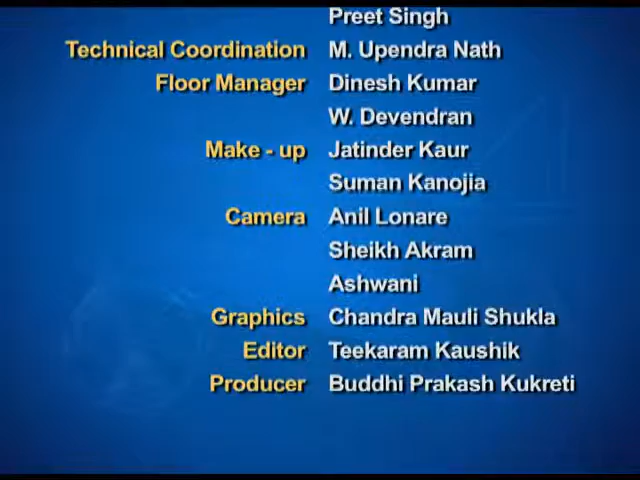 Preet Singh
Technical Coordination M. Upendra Nath
Floor Manager Dinesh Kumar
W. Devendran
Make - up Jatinder Kaur
Suman Kanojia
Camera Anil Lonare
Sheikh Akram
Ashwani
Graphics Chandra Mauli Shukla
Editor Teekaram Kaushik
Producer Buddhi Prakash Kukreti